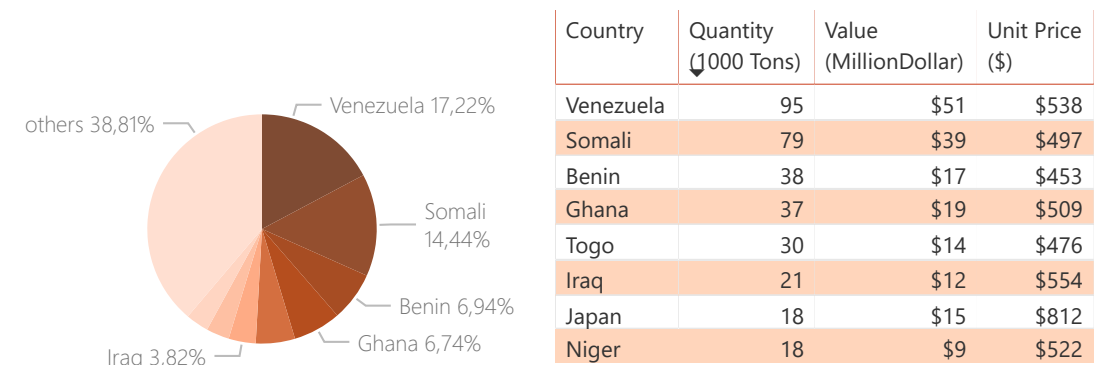 others 38,81%
Venezuela 17,22%
Somali
14,44%
Benin 6,94%
Ghana 6,74%
Iraq 3,82%
Country Quantity (1000 Tons) Value (MillionDollar) Unit Price ($)
Venezuela 95 $51 $538
Somali 79 $39 $497
Benin 38 $17 $453
Ghana 37 $19 $509
Togo 30 $14 $476
Iraq 21 $12 $554
Japan 18 $15 $812
Niger 18 $9 $522